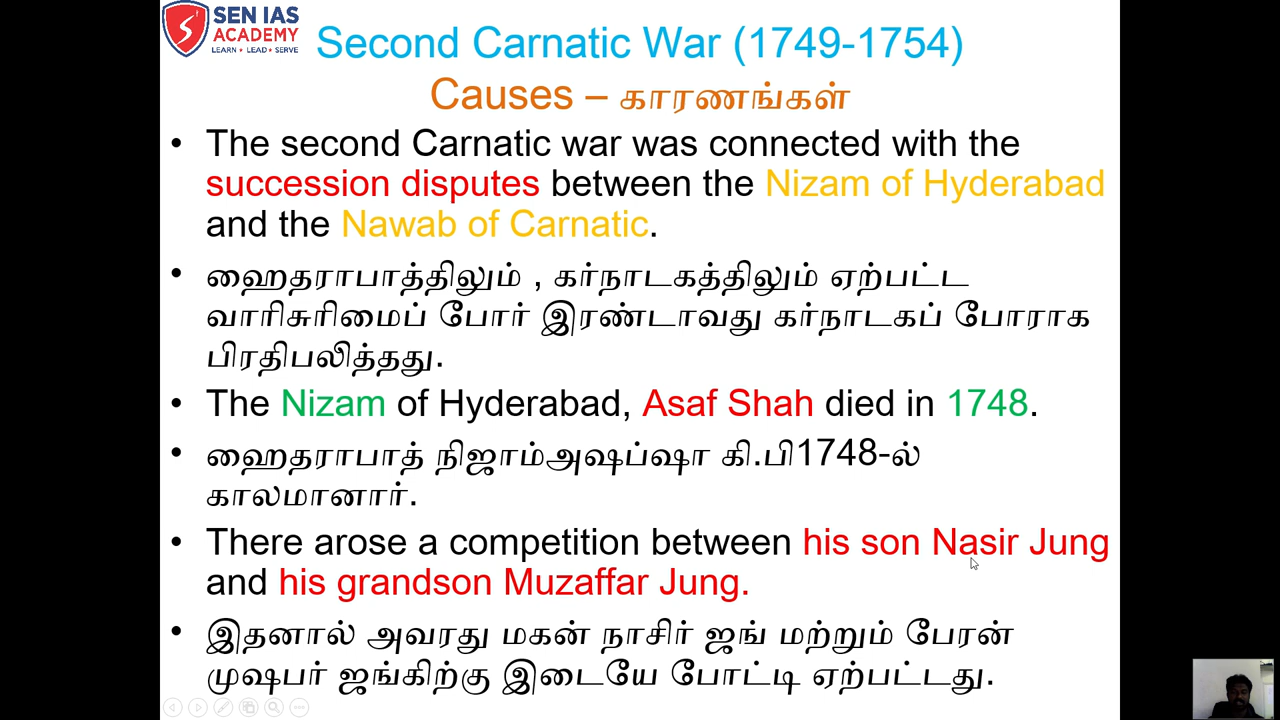 SEN IAS
ACADEMY
LEARN • LEAD • SERVE
Second Carnatic War (1749-1754)
Causes – காரணங்கள்
• The second Carnatic war was connected with the
succession disputes between the Nizam of Hyderabad
and the Nawab of Carnatic.
• ஹைதராபாத்திலும் , கர்நாடகத்திலும் ஏற்பட்ட
வாரிசுரிமைப் போர் இரண்டாவது கர்நாடகப் போராக
பிரதிபலித்தது.
• The Nizam of Hyderabad, Asaf Shah died in 1748.
• ஹைதராபாத் நிஜாம்அஷப்ஷா கி.பி1748-ல்
காலமானார்.
• There arose a competition between his son Nasir Jung
and his grandson Muzaffar Jung.
• இதனால் அவரது மகன் நாசிர் ஜங் மற்றும் பேரன்
முஷபர் ஜங்கிற்கு இடையே போட்டி ஏற்பட்டது.